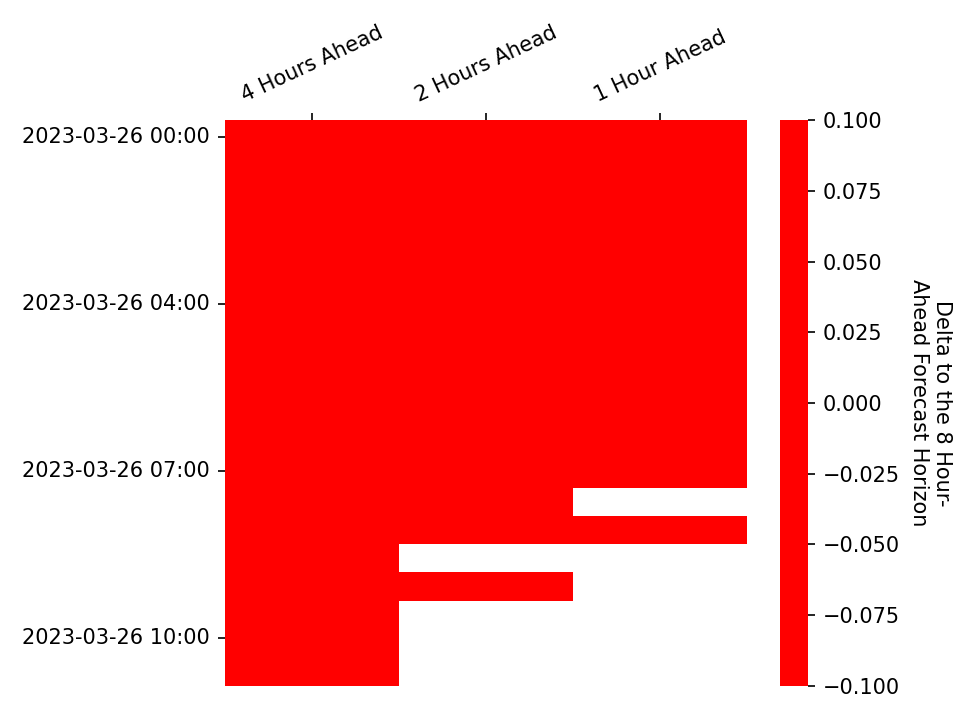 4 Hours Ahead
2 Hours Ahead
1 Hour Ahead
2023-03-26 00:00
2023-03-26 04:00
2023-03-26 07:00
2023-03-26 10:00
0.100
0.075
0.050
0.025
0.000
−0.025
−0.050
−0.075
−0.100
Delta to the 8 Hour-
Ahead Forecast Horizon